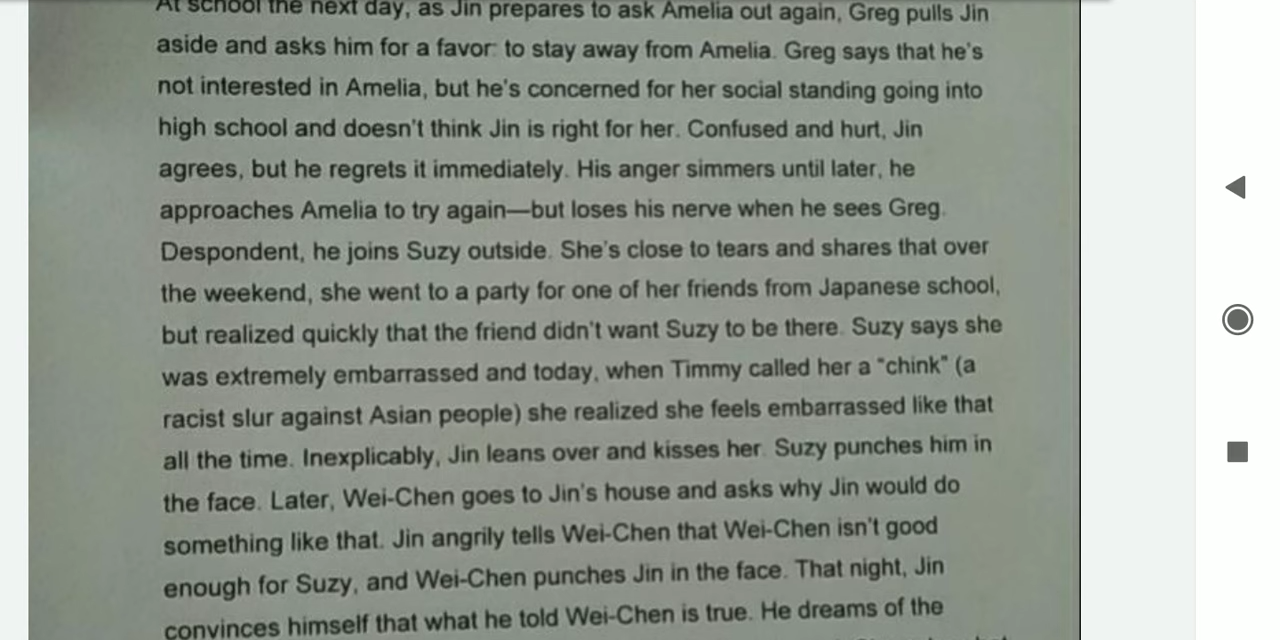 At school the next day, as Jin prepares to ask Amelia out again, Greg pulls Jin
aside and asks him for a favor: to stay away from Amelia. Greg says that he's
not interested in Amelia, but he's concerned for her social standing going into
high school and doesn't think Jin is right for her. Confused and hurt, Jin
agrees, but he regrets it immediately. His anger simmers until later, he
approaches Amelia to try again—but loses his nerve when he sees Greg.
Despondent, he joins Suzy outside. She's close to tears and shares that over
the weekend, she went to a party for one of her friends from Japanese school,
but realized quickly that the friend didn't want Suzy to be there. Suzy says she
was extremely embarrassed and today, when Timmy called her a "chink" (a
racist slur against Asian people) she realized she feels embarrassed like that
all the time. Inexplicably, Jin leans over and kisses her. Suzy punches him in
the face. Later, Wei-Chen goes to Jin's house and asks why Jin would do
something like that. Jin angrily tells Wei-Chen that Wei-Chen isn't good
enough for Suzy, and Wei-Chen punches Jin in the face. That night, Jin
convinces himself that what he told Wei-Chen is true. He dreams of the